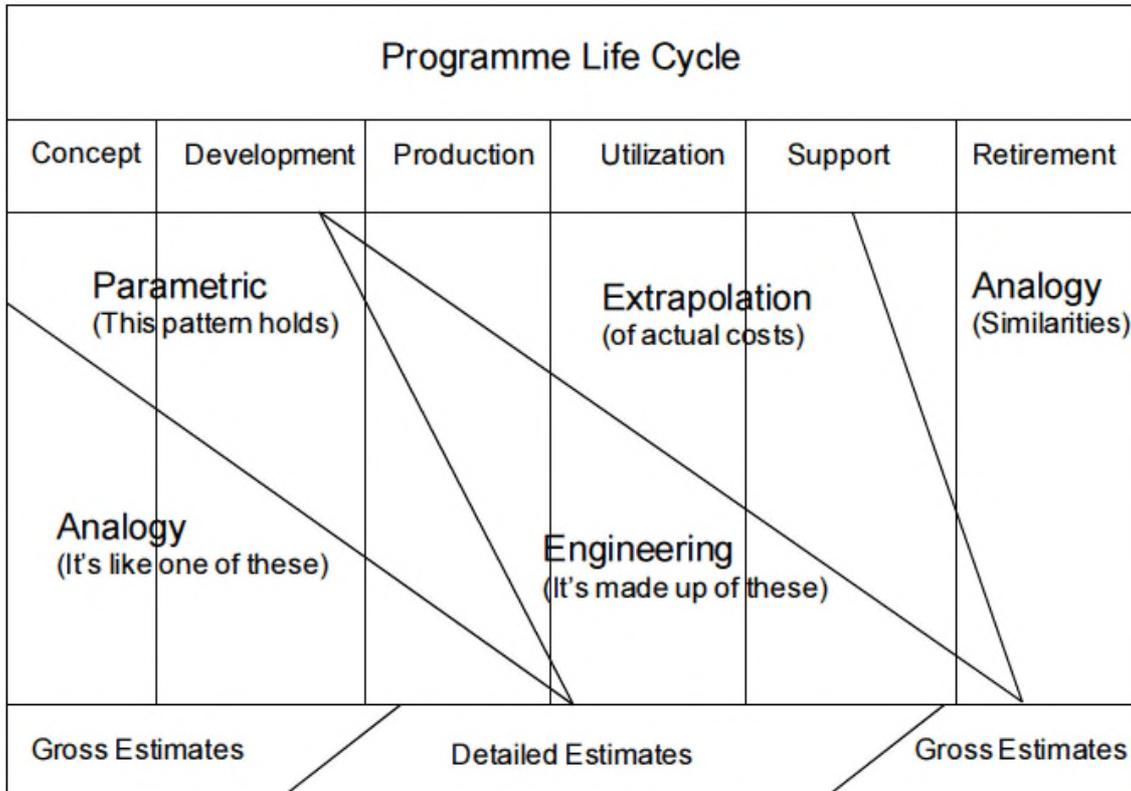 Programme Life Cycle
Concept
Development
Production
Utilization
Support
Retirement
Parametric
(This pattern holds)
Extrapolation
(of actual costs)
Analogy
(Similarities)
Analogy
(It's like one of these)
Engineering
(It's made up of these)
Gross Estimates
Detailed Estimates
Gross Estimates